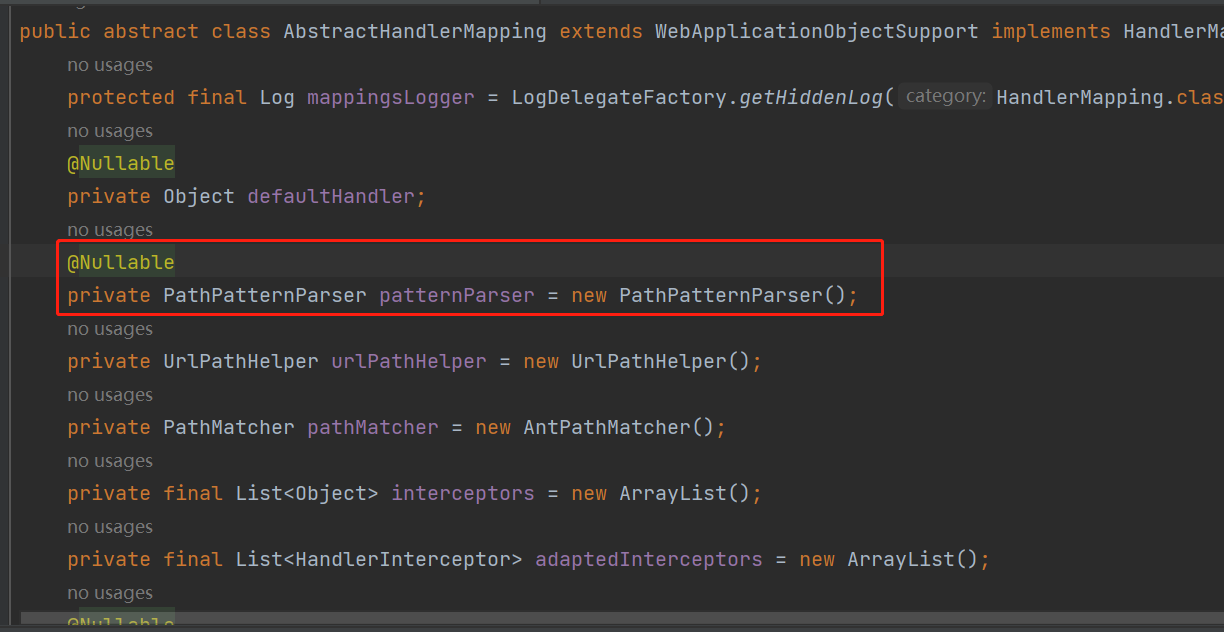 public abstract class AbstractHandlerMapping extends WebApplicationObjectSupport implements HandlerMa
no usages
protected final Log mappingsLogger = LogDelegateFactory.getHiddenLog( category: HandlerMapping.clas
no usages
@Nullable
private Object defaultHandler;
no usages
@Nullable
private PathPatternParser patternParser = new PathPatternParser();
no usages
private UrlPathHelper urlPathHelper = new UrlPathHelper();
no usages
private PathMatcher pathMatcher = new AntPathMatcher();
no usages
private final List<Object> interceptors = new ArrayList();
no usages
private final List<HandlerInterceptor> adaptedInterceptors = new ArrayList();
no usages
@Nullable